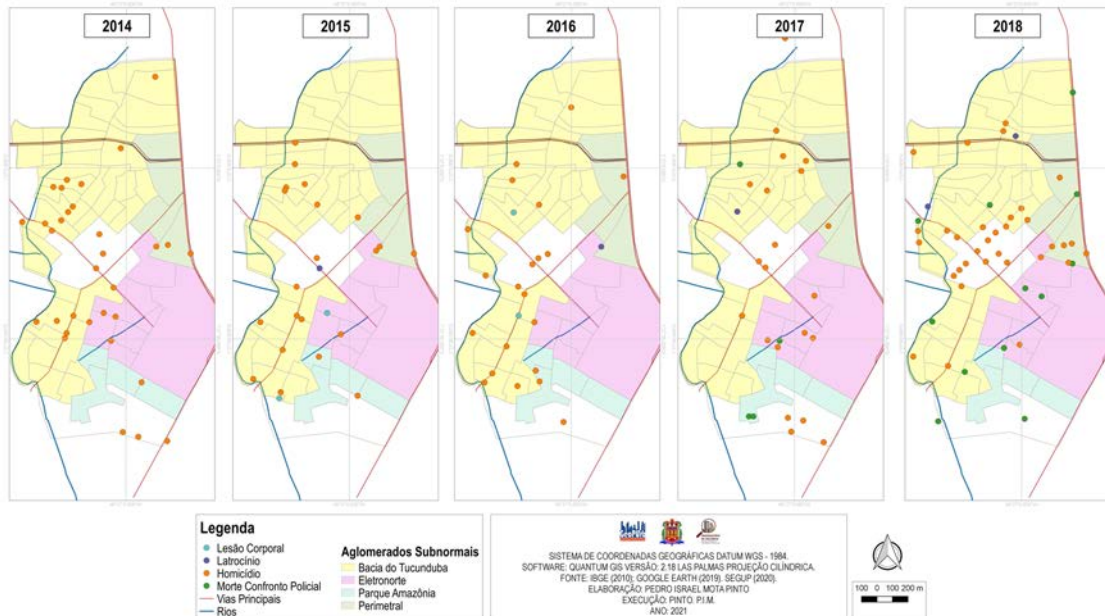 2014
2015
2016
2017
2018
Legenda
Lesão Corporal
Latrocínio
Homicídio
Morte Confronto Policial
Vias Principais
Rios
Aglomerados Subnormais
Bacia do Tucunduba
Eletronorte
Parque Amazônia
Perimetral
SISTEMA DE COORDENADAS GEOGRÁFICAS DATUM WGS - 1984.
SOFTWARE: QUANTUM GIS VERSÃO: 2.18 LAS PALMAS PROJEÇÃO CILÍNDRICA.
FONTE: IBGE (2010); GOOGLE EARTH (2019). SEGUP (2020).
ELABORAÇÃO: PEDRO ISRAEL MOTA PINTO
EXECUÇÃO: PINTO. P.I.M.
ANO: 2021
100 0 100 200 m